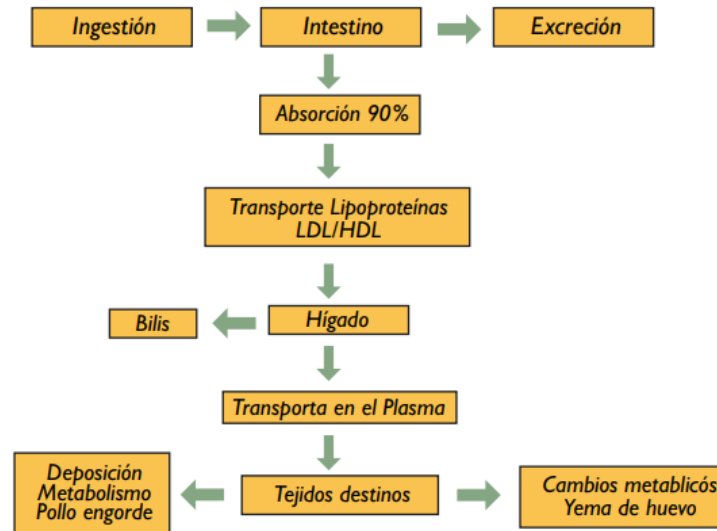 Ingestión
Intestino
Excreción
Absorción 90%
Transporte Lipoproteínas
LDL/HDL
Bilis
Hígado
Transporta en el Plasma
Deposición
Metabolismo
Pollo engorde
Tejidos destinos
Cambios metablicós
Yema de huevo